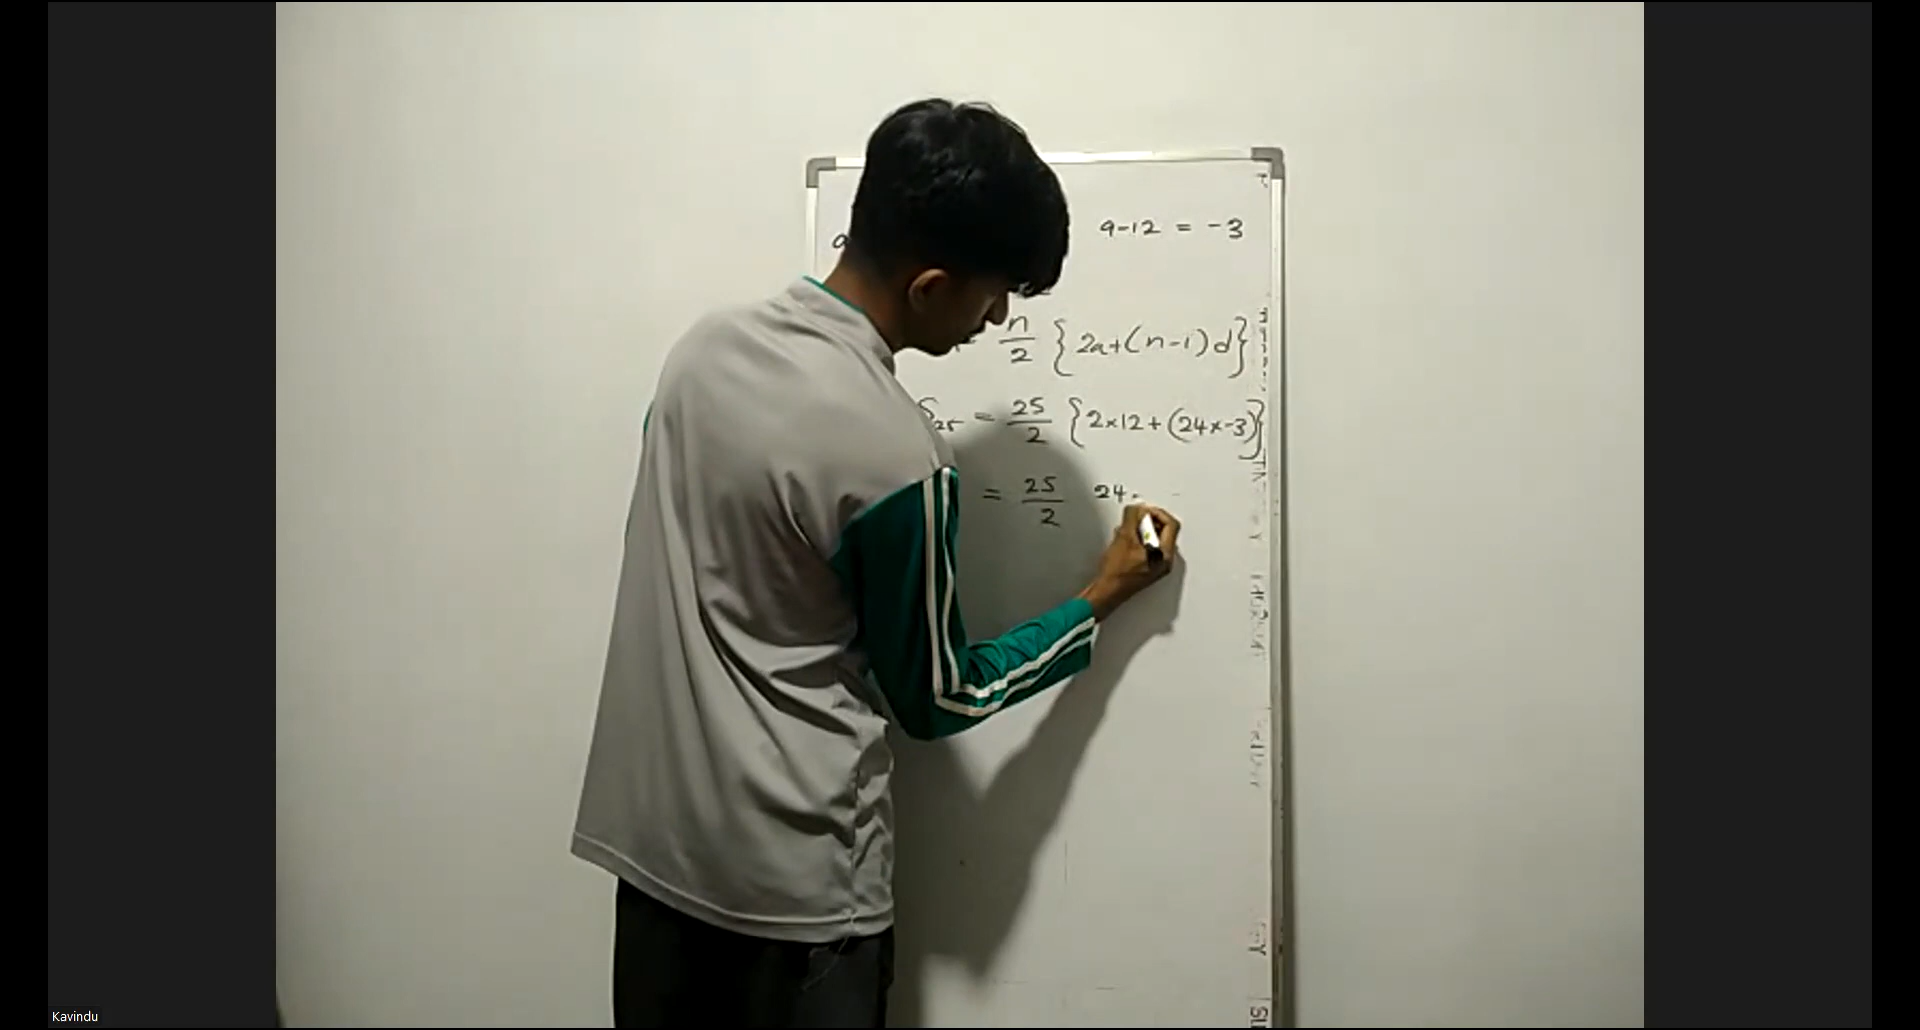 9-12 = -3
a
= n/2 {2a+(n-1)d}
S25 = 25/2 {2×12+(24×-3)}
= 25/2 24-
Kavindu